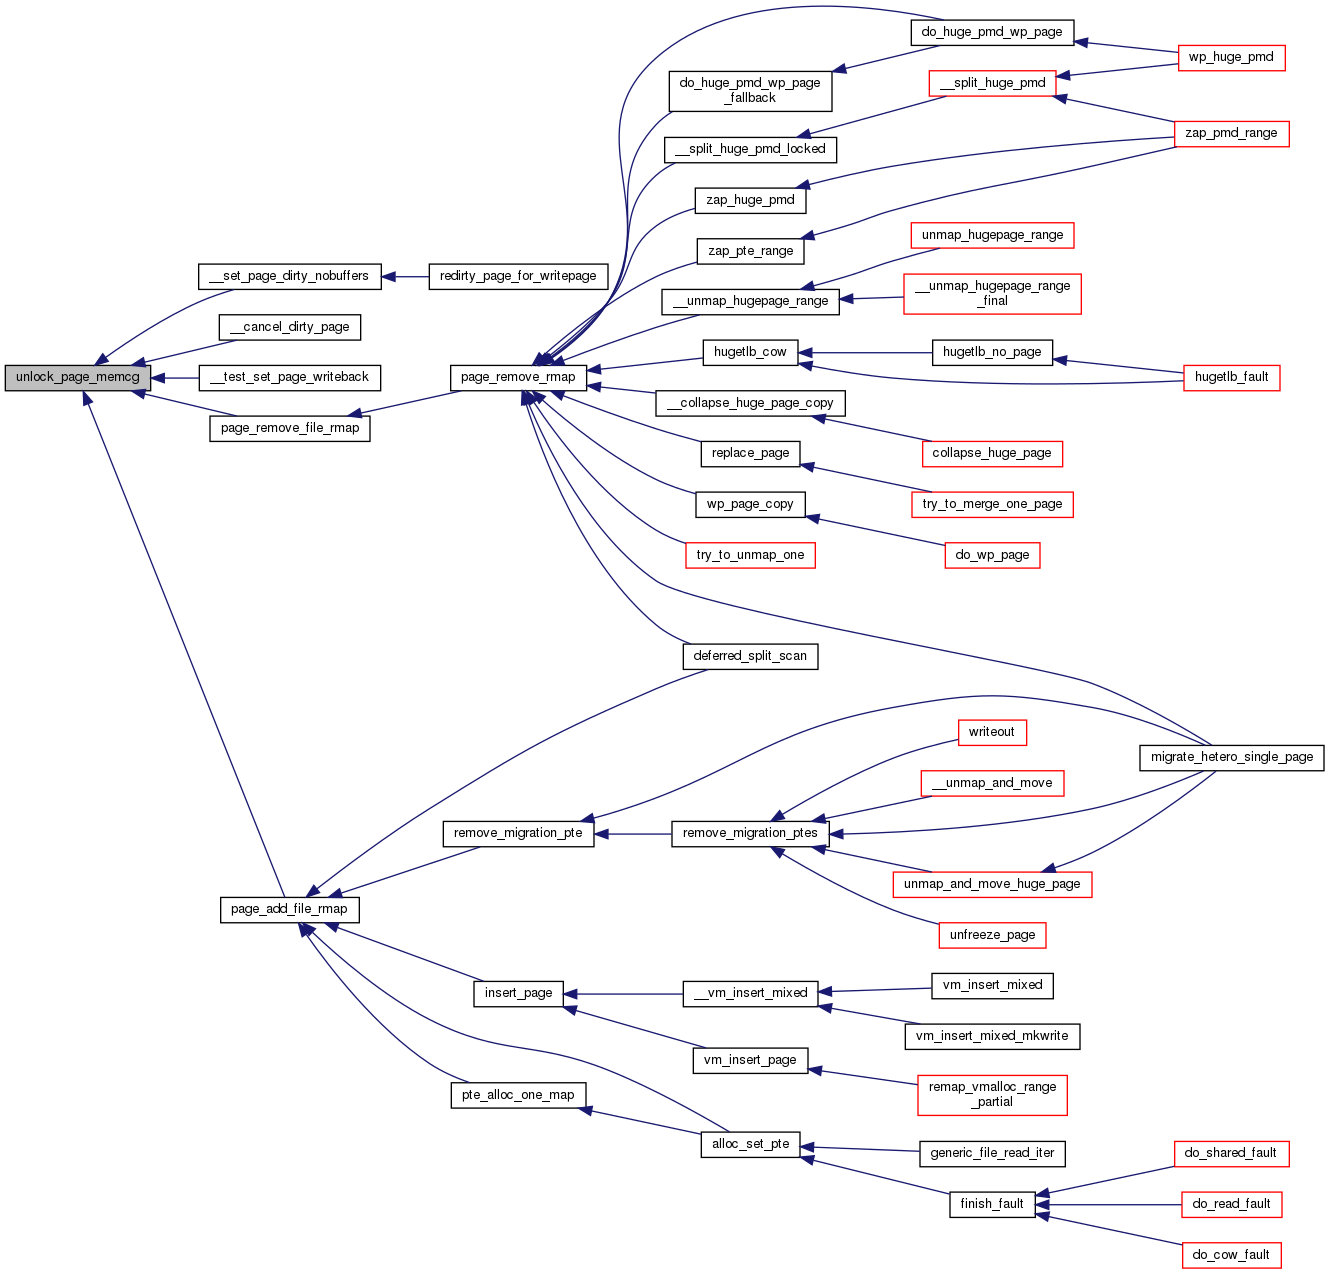 do_huge_pmd_wp_page
wp_huge_pmd
do_huge_pmd_wp_page
_fallback
__split_huge_pmd
__split_huge_pmd_locked
zap_pmd_range
zap_huge_pmd
zap_pte_range
unmap_hugepage_range
__set_page_dirty_nobuffers
redirty_page_for_writepage
__unmap_hugepage_range
__unmap_hugepage_range
_final
__cancel_dirty_page
hugetlb_cow
hugetlb_no_page
unlock_page_memcg
__test_set_page_writeback
page_remove_rmap
hugetlb_fault
__collapse_huge_page_copy
page_remove_file_rmap
replace_page
collapse_huge_page
wp_page_copy
try_to_merge_one_page
try_to_unmap_one
do_wp_page
deferred_split_scan
writeout
migrate_hetero_single_page
__unmap_and_move
remove_migration_pte
remove_migration_ptes
unmap_and_move_huge_page
page_add_file_rmap
unfreeze_page
insert_page
__vm_insert_mixed
vm_insert_mixed
vm_insert_mixed_mkwrite
vm_insert_page
remap_vmalloc_range
_partial
pte_alloc_one_map
alloc_set_pte
generic_file_read_iter
do_shared_fault
finish_fault
do_read_fault
do_cow_fault